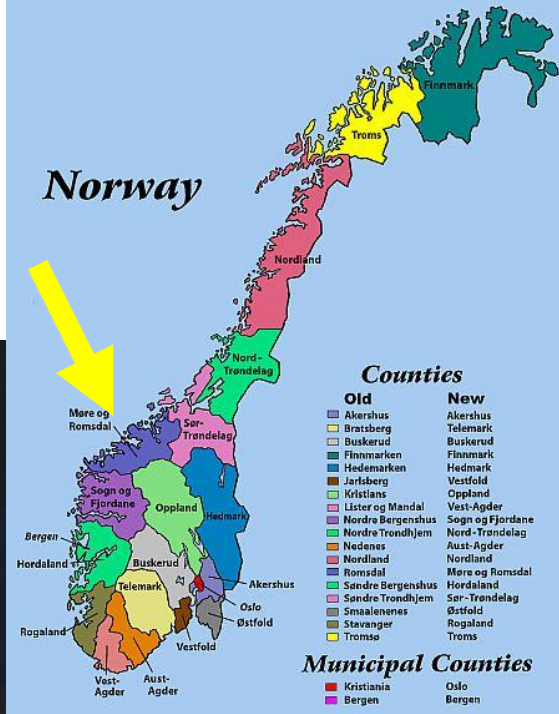 Finnmark
Troms
Norway
Nordland
Nord-
Trøndelag
Møre og
Romsdal
Sør-
Trøndelag
Sogn og
Fjordane
Oppland
Hedmark
Bergen
Hordaland
Buskerud
Telemark
Akershus
Oslo
Østfold
Rogaland
Vestfold
Vest-
Agder
Aust-
Agder
Counties
Old New
Akershus Akershus
Bratsberg Telemark
Buskerud Buskerud
Finnmarken Finnmark
Hedemarken Hedmark
Jarlsberg Vestfold
Kristians Oppland
Lister og Mandal Vest-Agder
Nordre Bergenshus Sogn og Fjordane
Nordre Trondhjem Nord-Trøndelag
Nedenes Aust-Agder
Nordland Nordland
Romsdal Møre og Romsdal
Søndre Bergenshus Hordaland
Søndre Trondhjem Sør-Trøndelag
Smaalenenes Østfold
Stavanger Rogaland
Tromsø Troms
Municipal Counties
Kristiania Oslo
Bergen Bergen